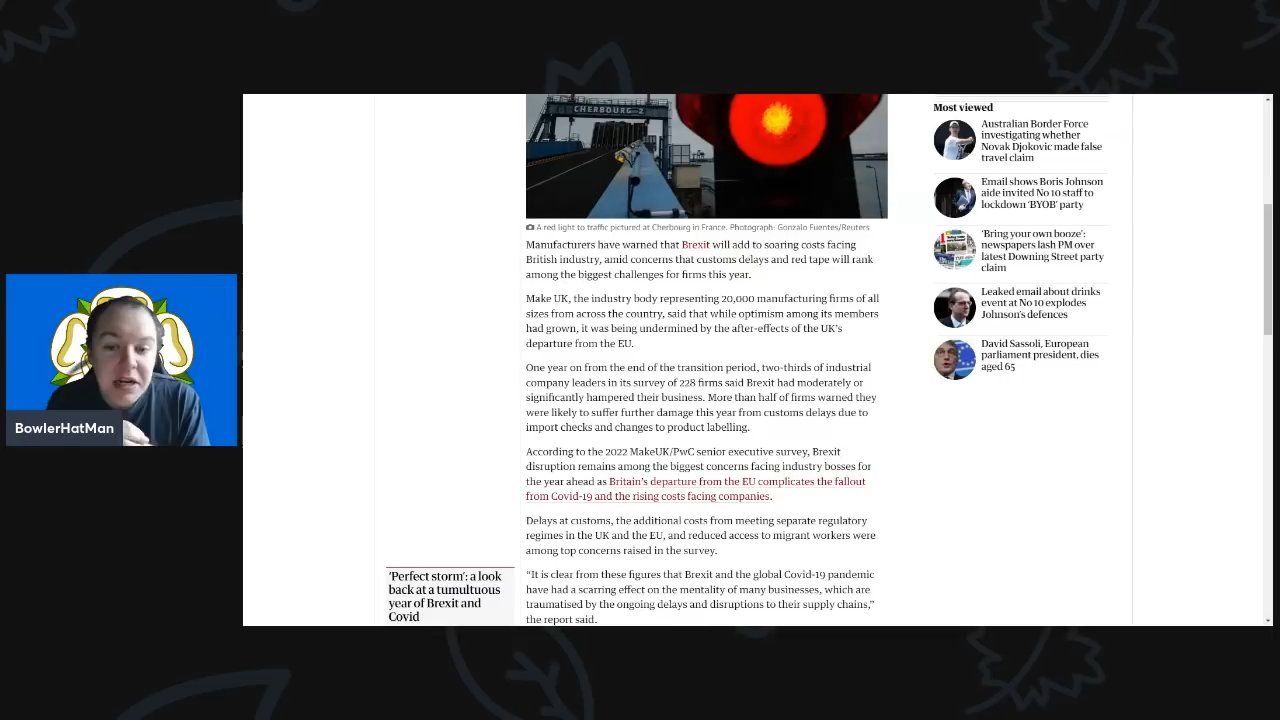 CHERBOURG-2
A red light to traffic pictured at Cherbourg in France. Photograph: Gonzalo Fuentes/Reuters
Manufacturers have warned that Brexit will add to soaring costs facing
British industry, amid concerns that customs delays and red tape will rank
among the biggest challenges for firms this year.
Make UK, the industry body representing 20,000 manufacturing firms of all
sizes from across the country, said that while optimism among its members
had grown, it was being undermined by the after-effects of the UK's
departure from the EU.
One year on from the end of the transition period, two-thirds of industrial
company leaders in its survey of 228 firms said Brexit had moderately or
significantly hampered their business. More than half of firms warned they
were likely to suffer further damage this year from customs delays due to
import checks and changes to product labelling.
According to the 2022 MakeUK/PwC senior executive survey, Brexit
disruption remains among the biggest concerns facing industry bosses for
the year ahead as Britain's departure from the EU complicates the fallout
from Covid-19 and the rising costs facing companies.
Delays at customs, the additional costs from meeting separate regulatory
regimes in the UK and the EU, and reduced access to migrant workers were
among top concerns raised in the survey.
“It is clear from these figures that Brexit and the global Covid-19 pandemic
have had a scarring effect on the mentality of many businesses, which are
traumatised by the ongoing delays and disruptions to their supply chains,”
the report said.
'Perfect storm': a look
back at a tumultuous
year of Brexit and
Covid
Most viewed
Australian Border Force
investigating whether
Novak Djokovic made false
travel claim
Email shows Boris Johnson
aide invited No 10 staff to
lockdown 'BYOB' party
'Bring your own booze':
newspapers lash PM over
latest Downing Street party
claim
Leaked email about drinks
event at No 10 explodes
Johnson's defences
David Sassoli, European
parliament president, dies
aged 65
BowlerHatMan